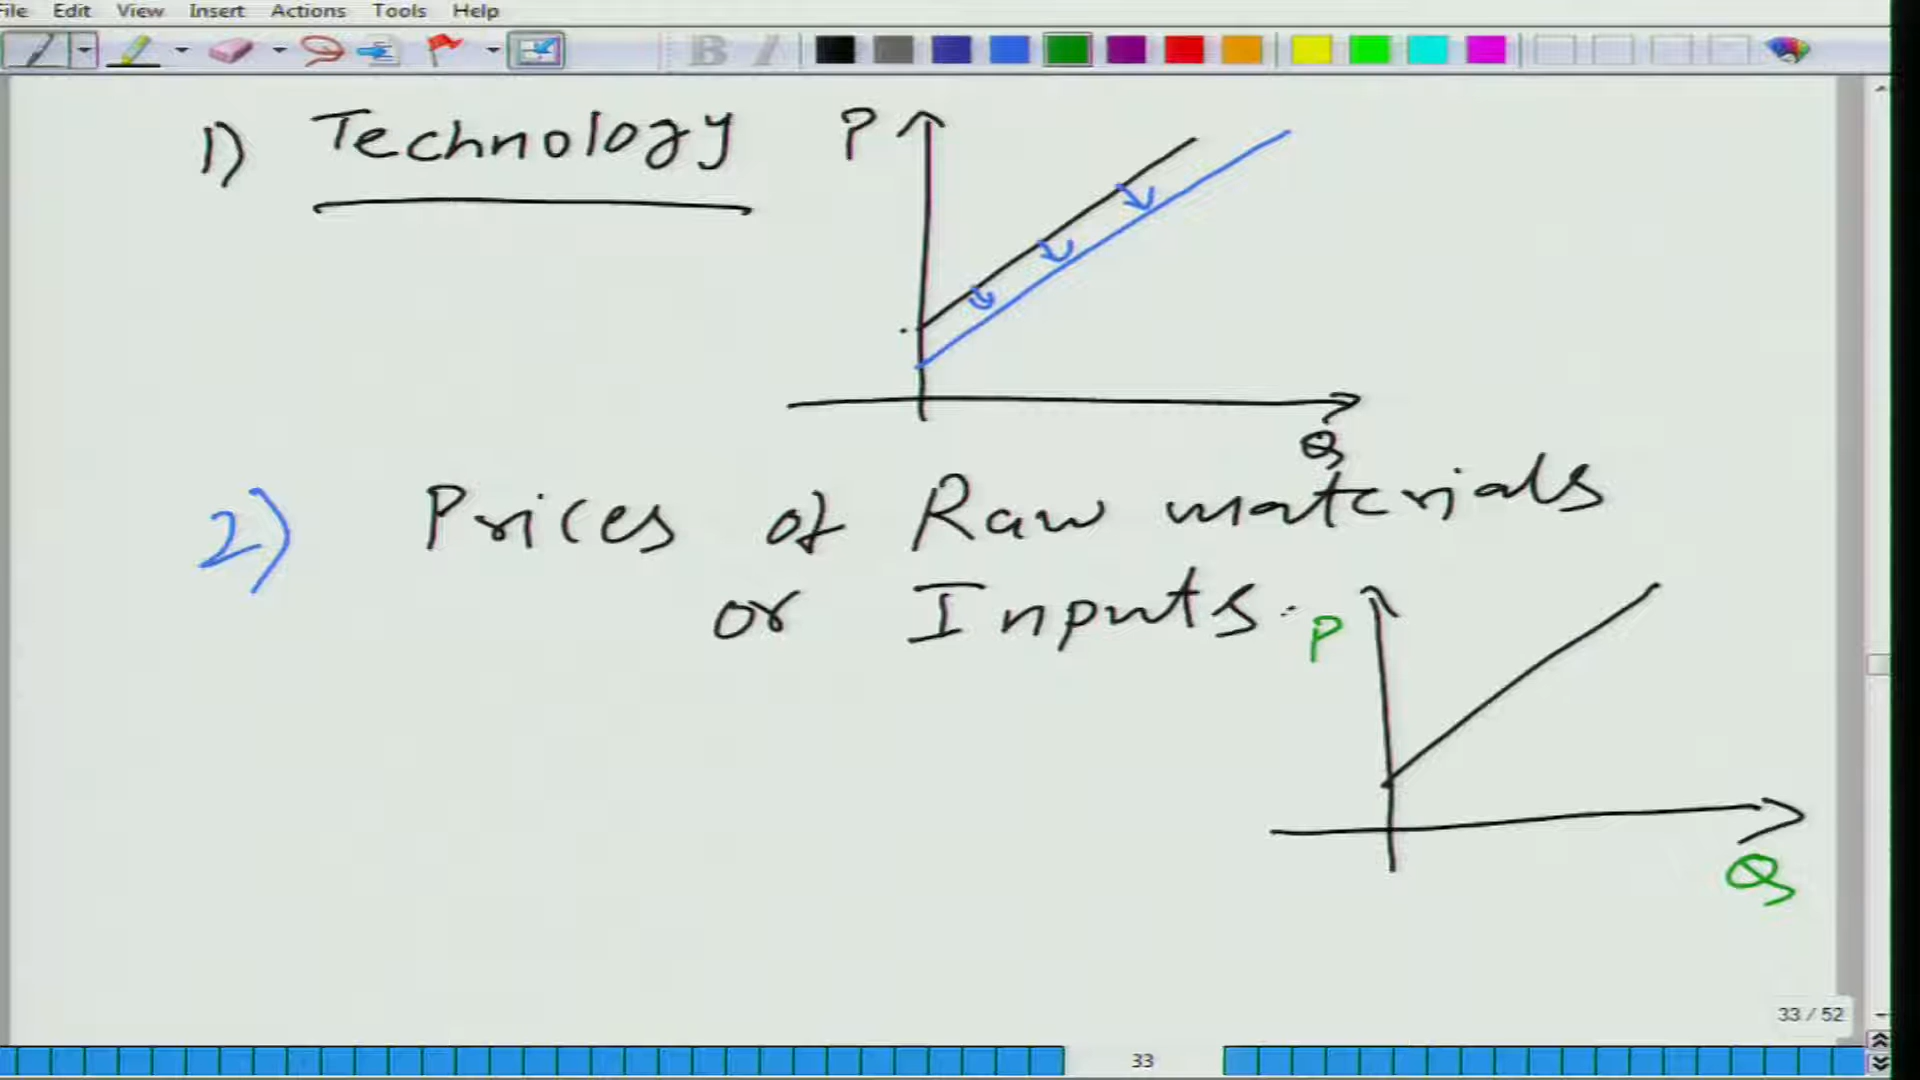 File Edit View Insert Actions Tools Help
B I
1) Technology
P
Q
2) Prices of Raw materials
or Inputs.
P
Q
33 / 52
33